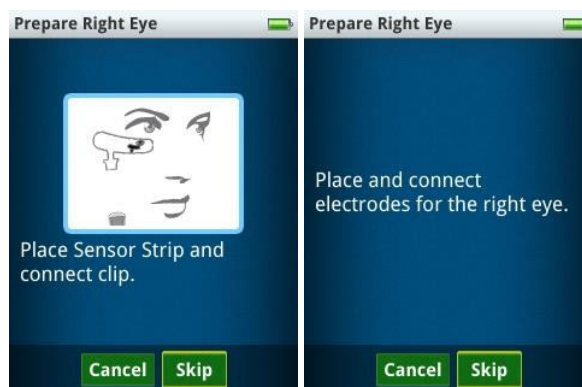 Prepare Right Eye
Place Sensor Strip and
connect clip.
Cancel Skip
Prepare Right Eye
Place and connect
electrodes for the right eye.
Cancel Skip